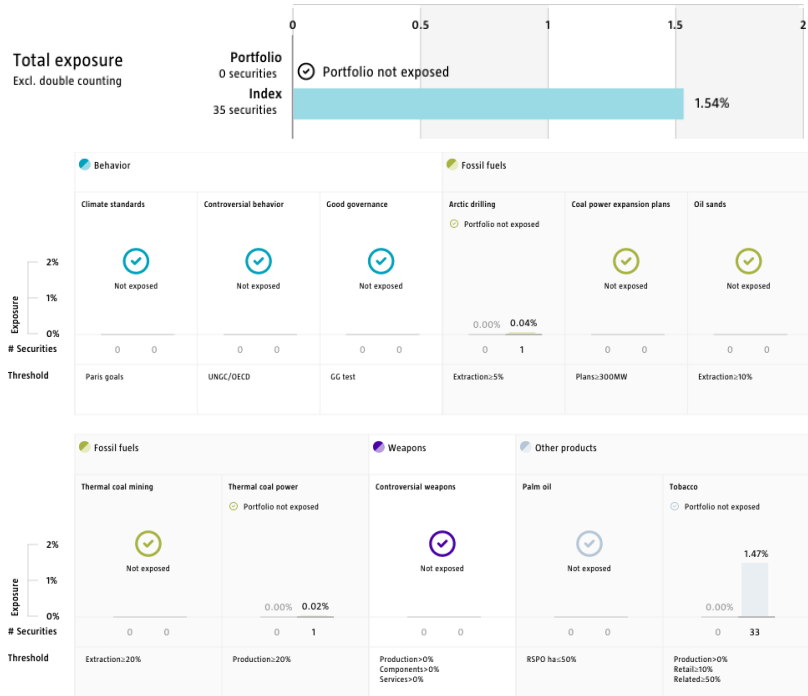 0 0.5 1 1.5 2
Total exposure
Excl. double counting
Portfolio
0 securities
Portfolio not exposed
Index
35 securities
1.54%
Behavior Fossil fuels
Climate standards Controversial behavior Good governance Arctic drilling Coal power expansion plans Oil sands
Portfolio not exposed
Exposure
2%
1%
0%
Not exposed Not exposed Not exposed Not exposed Not exposed
0.00% 0.04%
# Securities 0 0 0 0 0 0 0 1 0 0 0 0
Threshold Paris goals UNGC/OECD GG test Extraction≥5% Plans≥300MW Extraction≥10%
Fossil fuels Weapons Other products
Thermal coal mining Thermal coal power Controversial weapons Palm oil Tobacco
Portfolio not exposed Portfolio not exposed
Exposure
2%
1%
0%
Not exposed Not exposed Not exposed
1.47%
0.00% 0.02% 0.00%
# Securities 0 0 0 1 0 0 0 0 0 33
Threshold Extraction≥20% Production≥20% Production>0% RSPO ha≤50% Production>0%
Components>0% Retail≥10%
Services>0% Related≥50%